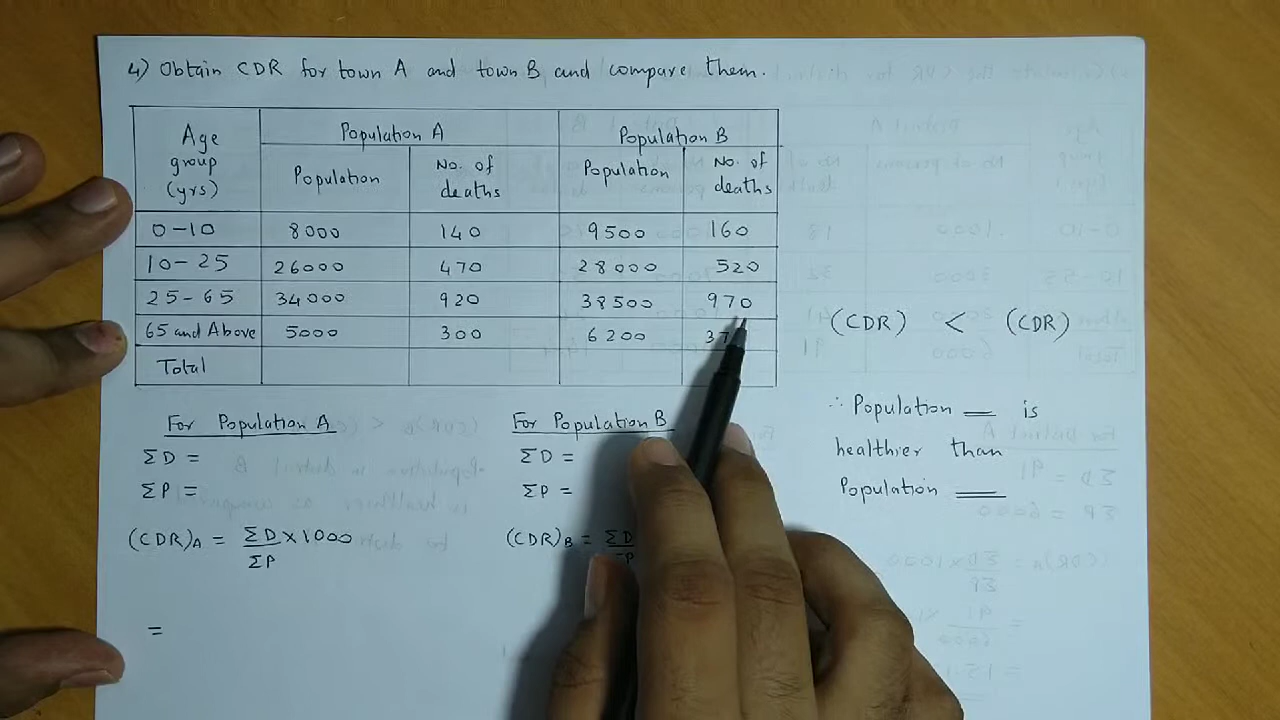 4) Obtain CDR for town A and town B and compare them.
Age group (yrs) Population A Population B
Population No. of deaths Population No. of deaths
0-10 8000 140 9500 160
10-25 26000 470 28000 520
25-65 34000 920 38500 970
65 and Above 5000 300 6200
Total
(CDR) < (CDR)
∴ Population __ is
healthier than
Population __
For Population A
ΣD =
ΣP =
(CDR)A = ΣD/ΣP ×1000
=
For Population B
ΣD =
ΣP =
(CDR)B = ΣD/ΣP